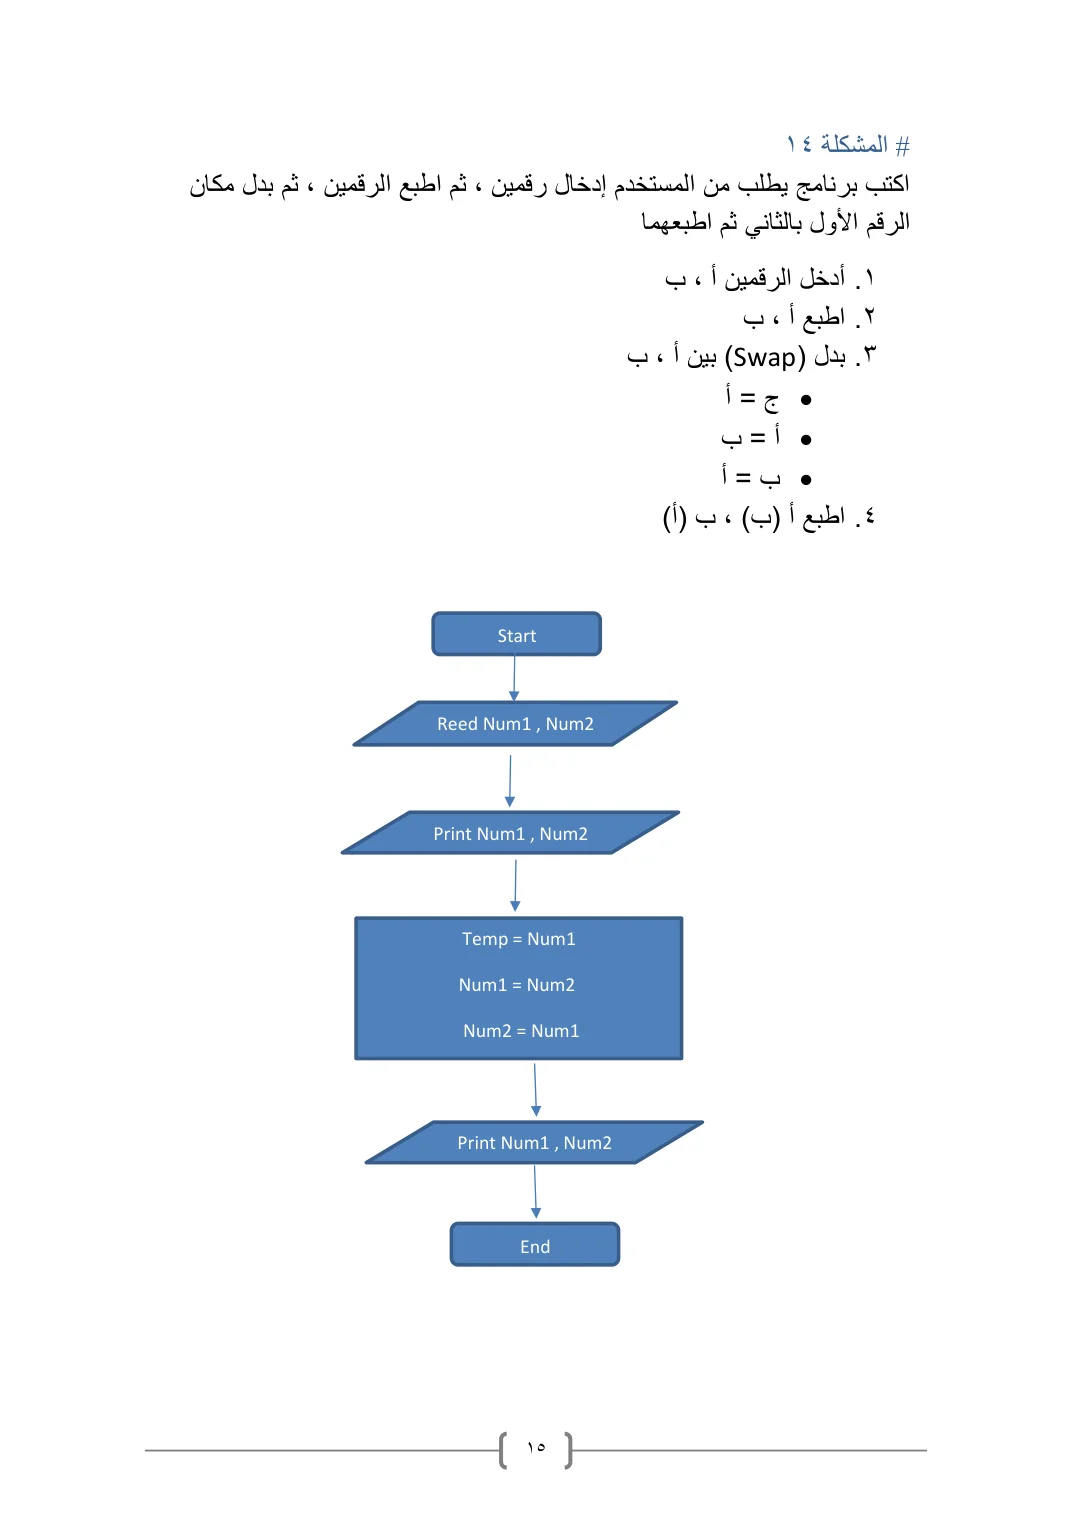 # المشكلة ١٤
اكتب برنامج يطلب من المستخدم إدخال رقمين ، ثم اطبع الرقمين ، ثم بدل مكان
الرقم الأول بالثاني ثم اطبعهما
١. أدخل الرقمين أ ، ب
٢. اطبع أ ، ب
٣. بدل (Swap) بين أ ، ب
• ج = أ
• أ = ب
• ب = أ
٤. اطبع أ (ب) ، ب (أ)
Start
Reed Num1 , Num2
Print Num1 , Num2
Temp = Num1
Num1 = Num2
Num2 = Num1
Print Num1 , Num2
End
١٥